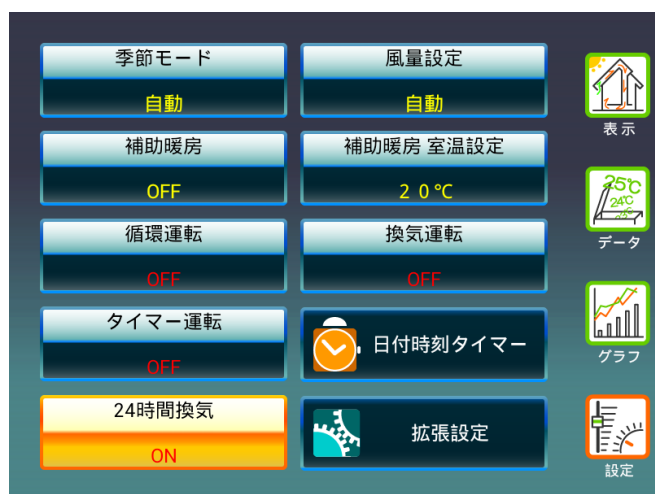 季節モード
自動
風量設定
自動
補助暖房
OFF
補助暖房 室温設定
20℃
循環運転
OFF
換気運転
OFF
タイマー運転
OFF
日付時刻タイマー
24時間換気
ON
拡張設定
表示
25℃
24℃
データ
グラフ
設定